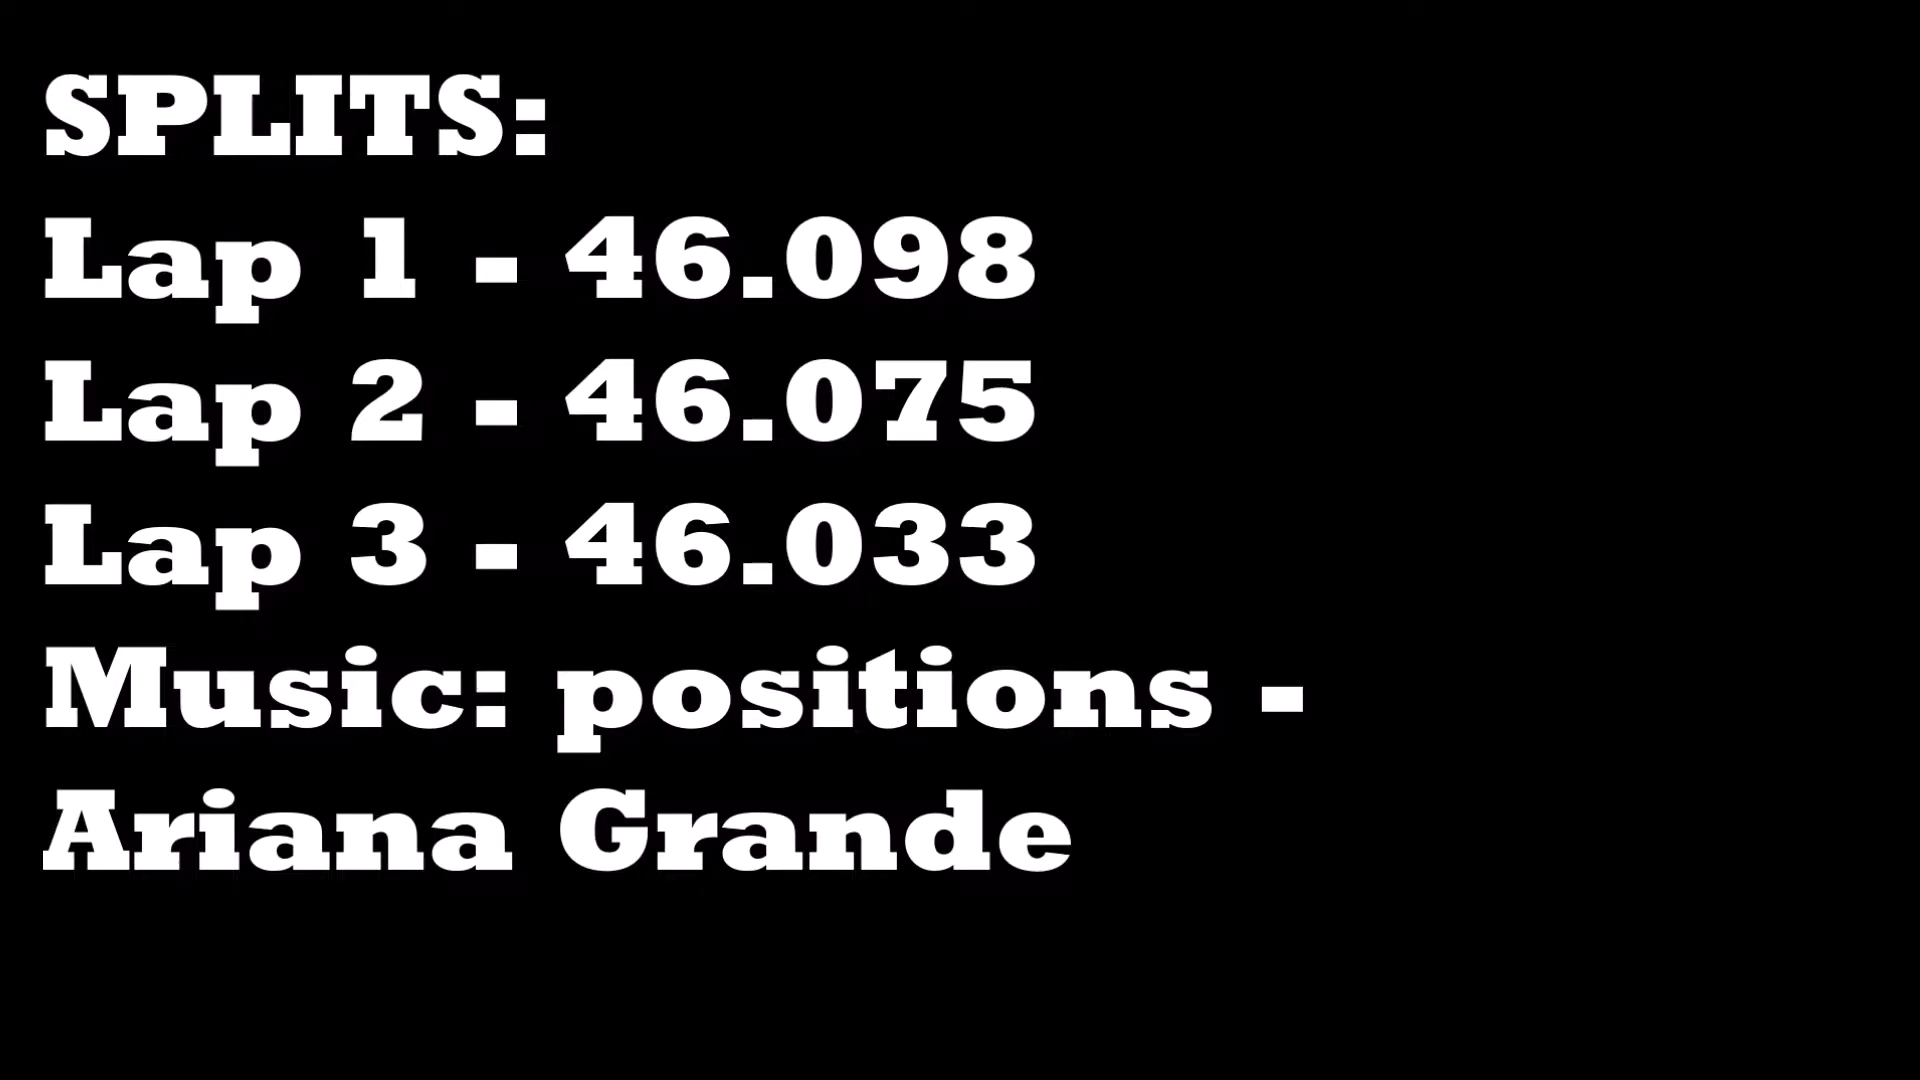 SPLITS:
Lap 1 - 46.098
Lap 2 - 46.075
Lap 3 - 46.033
Music: positions -
Ariana Grande